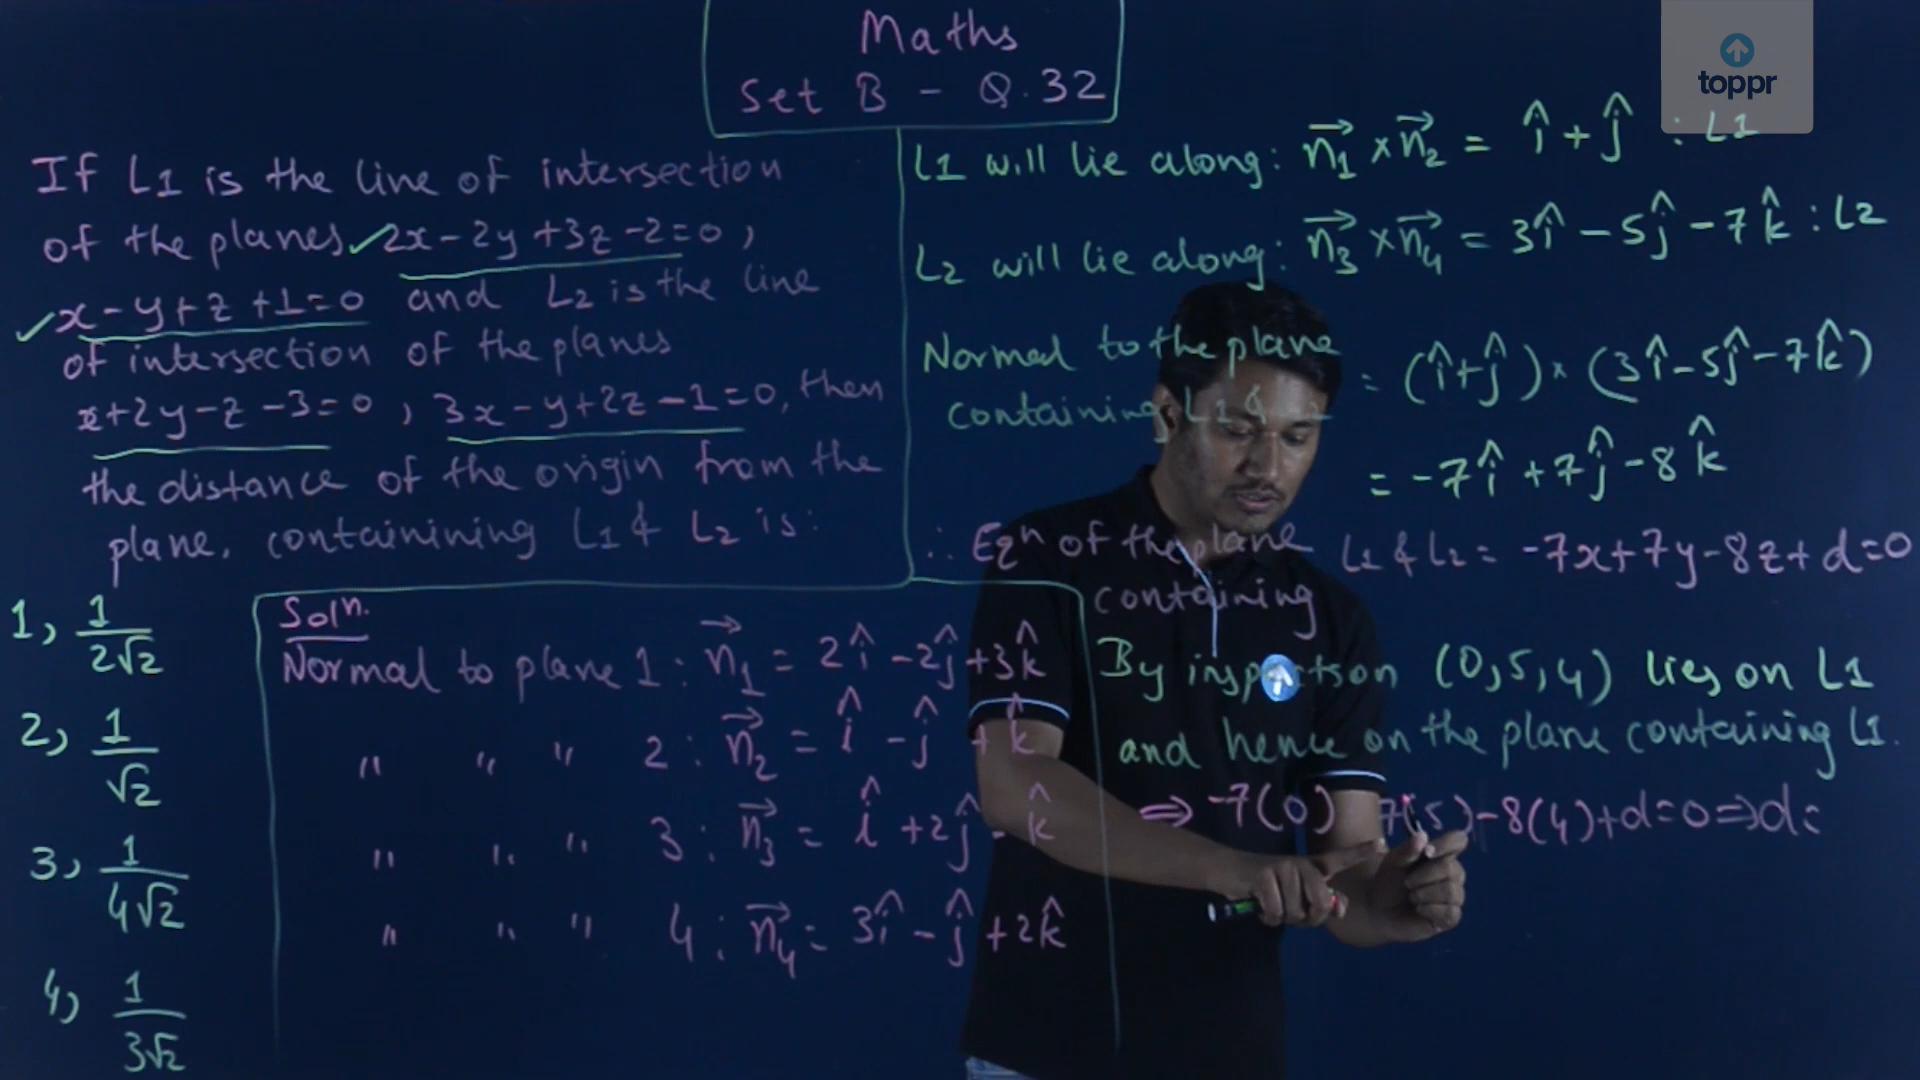 Maths
Set B - Q.32
toppr
If L1 is the line of intersection
of the planes 2x-2y+3z-2=0,
x-y+z+1=0 and L2 is the line
of intersection of the planes
x+2y-z-3=0, 3x-y+2z-1=0, then
the distance of the origin from the
plane, containining L1 & L2 is:
1, 1/2√2
2, 1/√2
3, 1/4√2
4, 1/3√2
Solⁿ.
Normal to plane 1: n₁→ = 2î -2ĵ+3k̂
" " " 2: n₂→ = î -ĵ + k̂
" " " 3: n₃→ = î +2ĵ - k̂
" " " 4: n₄→ = 3î - ĵ +2k̂
L1 will lie along: n₁→ × n₂→ = î + ĵ : L1
L2 will lie along: n₃→ × n₄→ = 3î -5ĵ -7k̂ : L2
Normal to the plane
containing L1 & = (î+ĵ) × (3î-5ĵ-7k̂)
= -7î +7ĵ -8k̂
∴ Eqⁿ of the plane L1 & L2 = -7x+7y-8z+d=0
containing
By (0,5,4) lies on L1
and hence on the plane containing L1.
⇒ -7(0) 7(5)-8(4)+d=0⇒d=